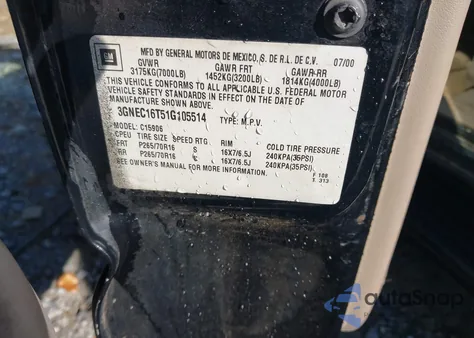 GM
MFD BY GENERAL MOTORS DE MEXICO, S. DE R.L. DE C.V. 07/00
GVWR GAWR FRT GAWR RR
3175KG(7000LB) 1452KG(3200LB) 1814KG(4000LB)
THIS VEHICLE CONFORMS TO ALL APPLICABLE U.S. FEDERAL MOTOR
VEHICLE SAFETY STANDARDS IN EFFECT ON THE DATE OF
MANUFACTURE SHOWN ABOVE.
3GNEC16T51G105514 TYPE: M.P.V.
MODEL: C15906
CPU TIRE SIZE SPEED RTG RIM COLD TIRE PRESSURE
FRT P265/70R16 S 16X7/6.5J 240KPA(35PSI)
RR P265/70R16 S 16X7/6.5J 240KPA(35PSI)
SEE OWNER'S MANUAL FOR MORE INFORMATION.
F 108
T 313
autoSnap